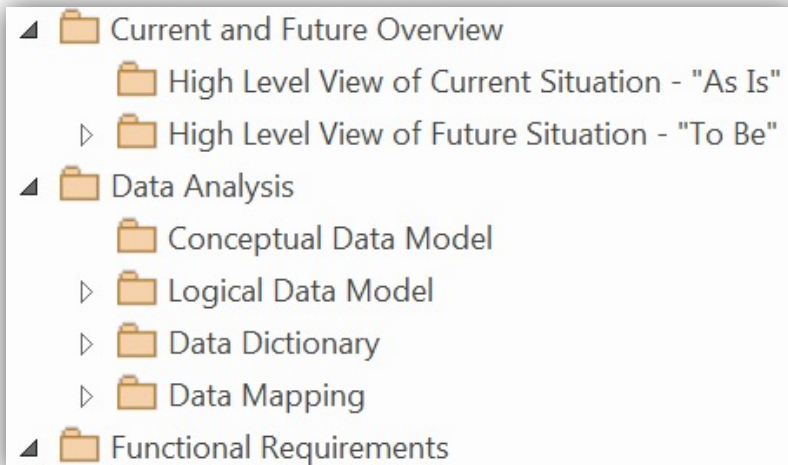 Current and Future Overview
High Level View of Current Situation - "As Is"
High Level View of Future Situation - "To Be"
Data Analysis
Conceptual Data Model
Logical Data Model
Data Dictionary
Data Mapping
Functional Requirements